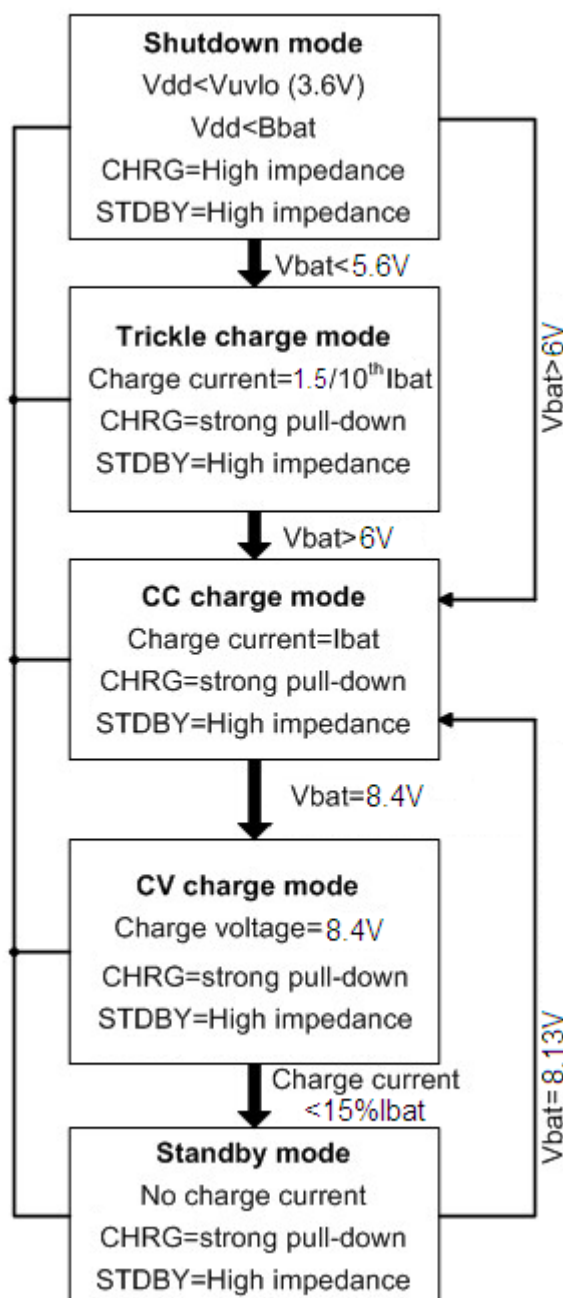 Shutdown mode
Vdd<Vuvlo (3.6V)
Vdd<Bbat
CHRG=High impedance
STDBY=High impedance
Vbat<5.6V
Vbat>6V
Trickle charge mode
Charge current=1.5/10th Ibat
CHRG=strong pull-down
STDBY=High impedance
Vbat>6V
CC charge mode
Charge current=Ibat
CHRG=strong pull-down
STDBY=High impedance
Vbat=8.4V
CV charge mode
Charge voltage=8.4V
CHRG=strong pull-down
STDBY=High impedance
Charge current
<15%Ibat
Vbat=8.13V
Standby mode
No charge current
CHRG=strong pull-down
STDBY=High impedance